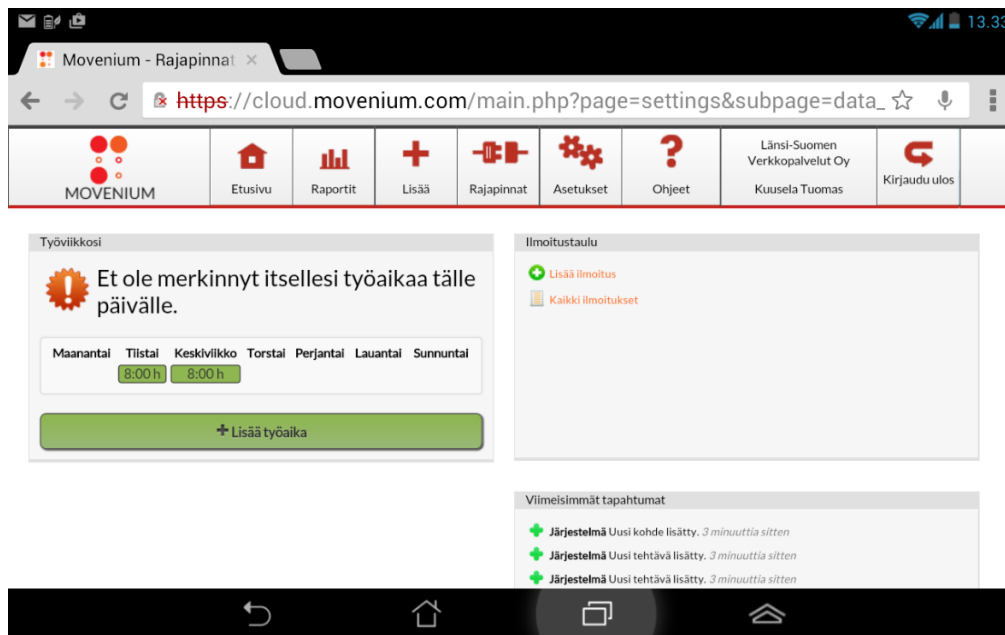 13.33
Movenium - Rajapinnat
https://cloud.movenium.com/main.php?page=settings&subpage=data_
MOVENIUM
Etusivu
Raportit
Lisää
Rajapinnat
Asetukset
Ohjeet
Länsi-Suomen
Verkkopalvelut Oy
Kuusela Tuomas
Kirjaudu ulos
Työviikkosi
Et ole merkinnyt itsellesi työaikaa tälle
päivälle.
Maanantai Tiistai Keskiviikko Torstai Perjantai Lauantai Sunnuntai
8:00 h 8:00 h
Lisää työaika
Ilmoitustaulu
Lisää ilmoitus
Kaikki ilmoitukset
Viimeisimmät tapahtumat
Järjestelmä Uusi kohde lisätty. 3 minuuttia sitten
Järjestelmä Uusi tehtävä lisätty. 3 minuuttia sitten
Järjestelmä Uusi tehtävä lisätty. 3 minuuttia sitten